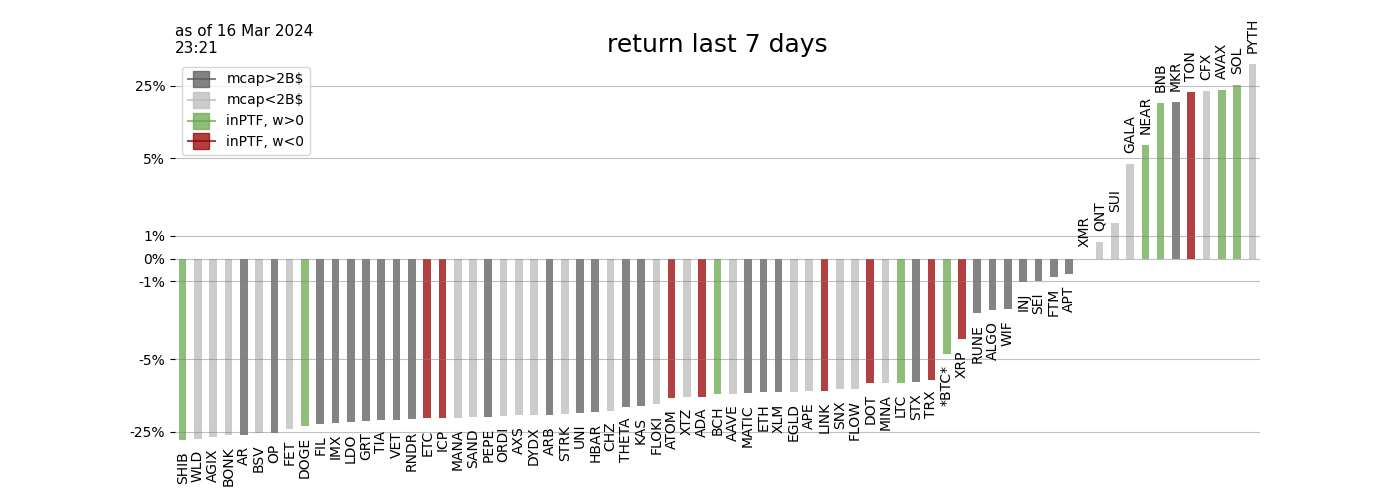 as of 16 Mar 2024
23:21
return last 7 days
mcap>2B$
mcap<2B$
inPTF, w>0
inPTF, w<0
25%
5%
1%
0%
-1%
-5%
-25%
SHIB
WLD
AGIX
BONK
AR
BSV
OP
FET
DOGE
FIL
IMX
LDO
GRT
TIA
VET
RNDR
ETC
ICP
MANA
SAND
PEPE
ORDI
AXS
DYDX
ARB
STRK
UNI
HBAR
CHZ
THETA
KAS
FLOKI
ATOM
XTZ
ADA
BCH
AAVE
MATIC
ETH
XLM
EGLD
APE
LINK
SNX
FLOW
DOT
MINA
LTC
STX
TRX
*BTC*
XRP
RUNE
ALGO
WIF
INJ
SEI
FTM
APT
XMR
QNT
SUI
GALA
NEAR
BNB
MKR
TON
CFX
AVAX
SOL
PYTH